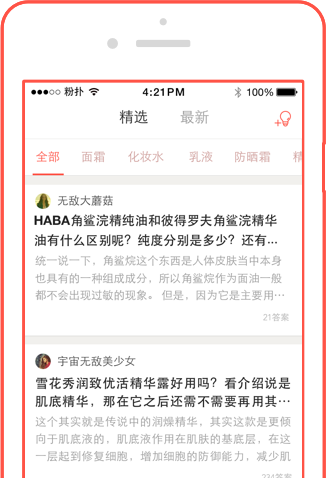 粉扑 4:21PM 100%
精选 最新
全部 面霜 化妆水 乳液 防晒霜 精
无敌大蘑菇
HABA角鲨浣精纯油和彼得罗夫角鲨浣精华
油有什么区别呢？纯度分别是多少？还有...
统一说一下，角鲨烷这个东西是人体皮肤当中本身
也具有的一种组成成分，所以角鲨烷作为面油一般
都不会出现过敏的现象。但是，因为它是主要用...
21答案
宇宙无敌美少女
雪花秀润致优活精华露好用吗？看介绍说是
肌底精华，那在它之后还需不需要再用其...
这个其实就是传说中的润燥精华，其实这款是更倾
向于肌底液的，肌底液作用在肌肤的基底层，在这
一层起到修复细胞，增加细胞的防御能力，减少肌
234答案